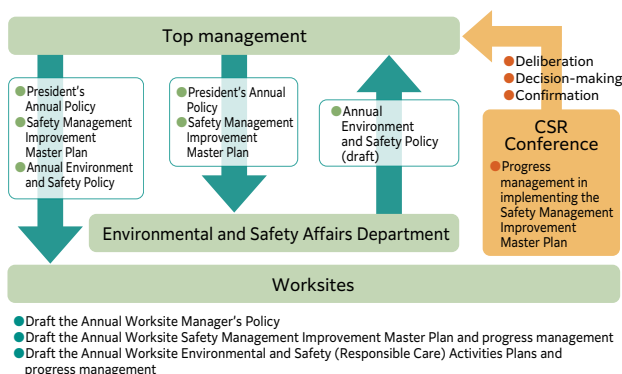 Top management
●President's
Annual Policy
●Safety Management
Improvement
Master Plan
●Annual Environment
and Safety Policy
●President's Annual
Policy
●Safety Management
Improvement
Master Plan
●Annual
Environment
and Safety Policy
(draft)
●Deliberation
●Decision-making
●Confirmation
CSR
Conference
●Progress
management in
implementing the
Safety Management
Improvement
Master Plan
Environmental and Safety Affairs Department
Worksites
●Draft the Annual Worksite Manager's Policy
●Draft the Annual Worksite Safety Management Improvement Master Plan and progress management
●Draft the Annual Worksite Environmental and Safety (Responsible Care) Activities Plans and
progress management